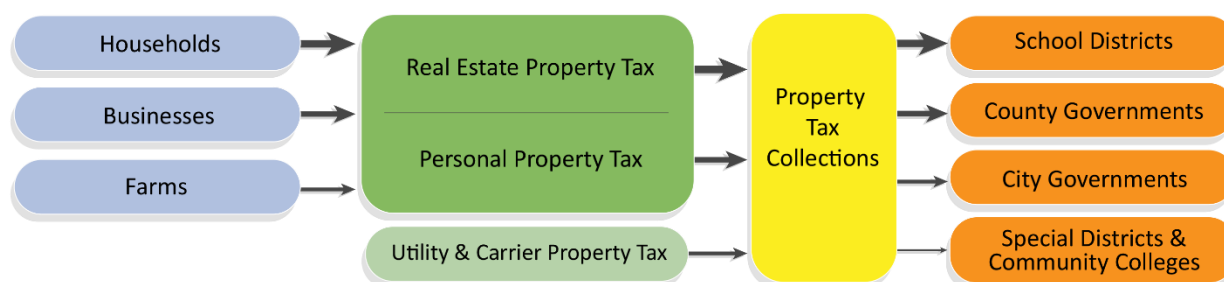 Households
Businesses
Farms
Real Estate Property Tax
Personal Property Tax
Utility & Carrier Property Tax
Property
Tax
Collections
School Districts
County Governments
City Governments
Special Districts &
Community Colleges